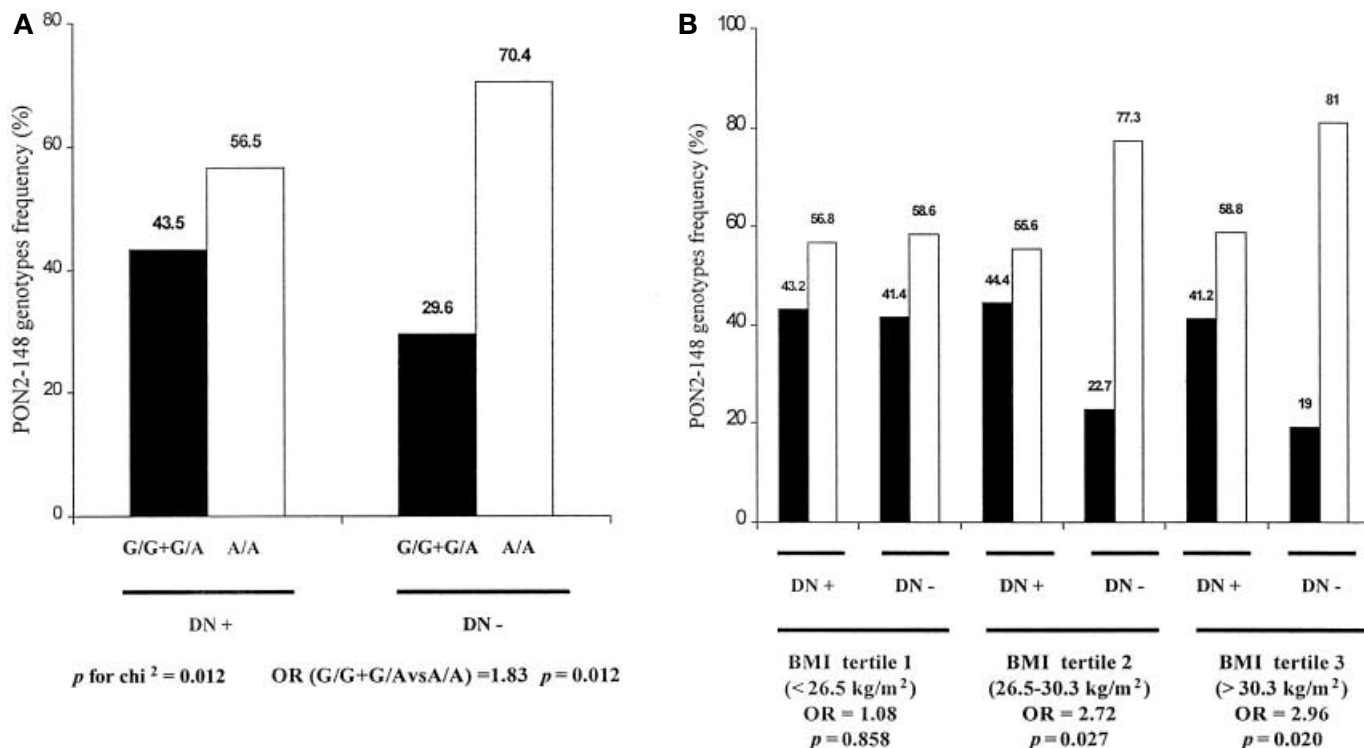 A
80
60
40
20
0
PON2-148 genotypes frequency (%)
43.5
56.5
29.6
70.4
G/G+G/A A/A G/G+G/A A/A
DN + DN -
p for chi ² = 0.012 OR (G/G+G/AvsA/A) =1.83 p = 0.012
B
100
80
60
40
20
0
PON2-148 genotypes frequency (%)
43.2
56.8
41.4
58.6
44.4
55.6
22.7
77.3
41.2
58.8
19
81
DN + DN - DN + DN - DN + DN -
BMI tertile 1
(< 26.5 kg/m²)
OR = 1.08
p = 0.858
BMI tertile 2
(26.5-30.3 kg/m²)
OR = 2.72
p = 0.027
BMI tertile 3
(> 30.3 kg/m²)
OR = 2.96
p = 0.020